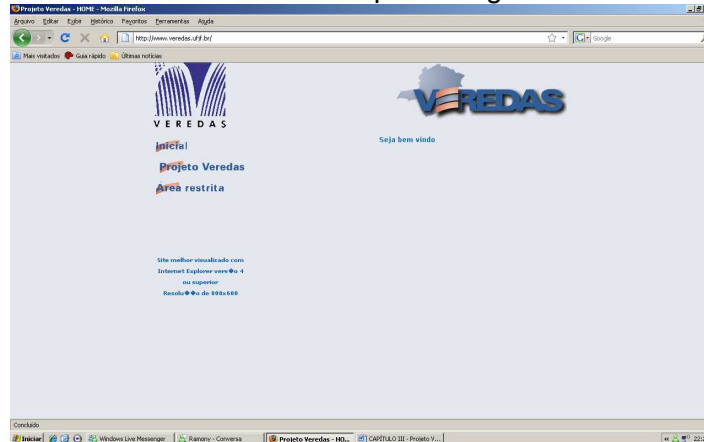 Projeto Veredas - HOME - Mozilla Firefox
Arquivo Editar Exibir Histórico Favoritos Ferramentas Ajuda
http://www.veredas.ufjf.br/
Google
Mais visitados Guia rápido Últimas notícias
VEREDAS
VEREDAS
Seja bem vindo
Inicial
Projeto Veredas
Área restrita
Site melhor visualizado com
Internet Explorer vers�o 4
ou superior
Resolu��o de 800x600
Concluído
Iniciar Windows Live Messenger Ramony - Conversa Projeto Veredas - HO... CAPÍTULO III - Projeto V...